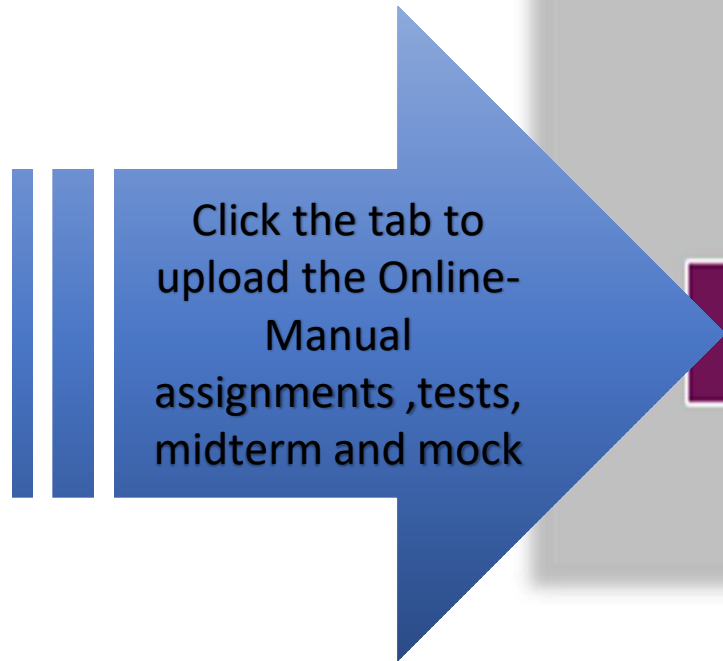 Click the tab to
upload the Online-
Manual
assignments ,tests,
midterm and mock